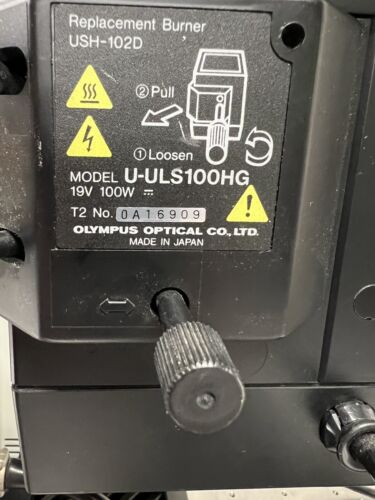 Replacement Burner
USH-102D
②Pull
①Loosen
MODEL U-ULS100HG
19V 100W ⎓
T2 No. 0A16909
OLYMPUS OPTICAL CO., LTD.
MADE IN JAPAN